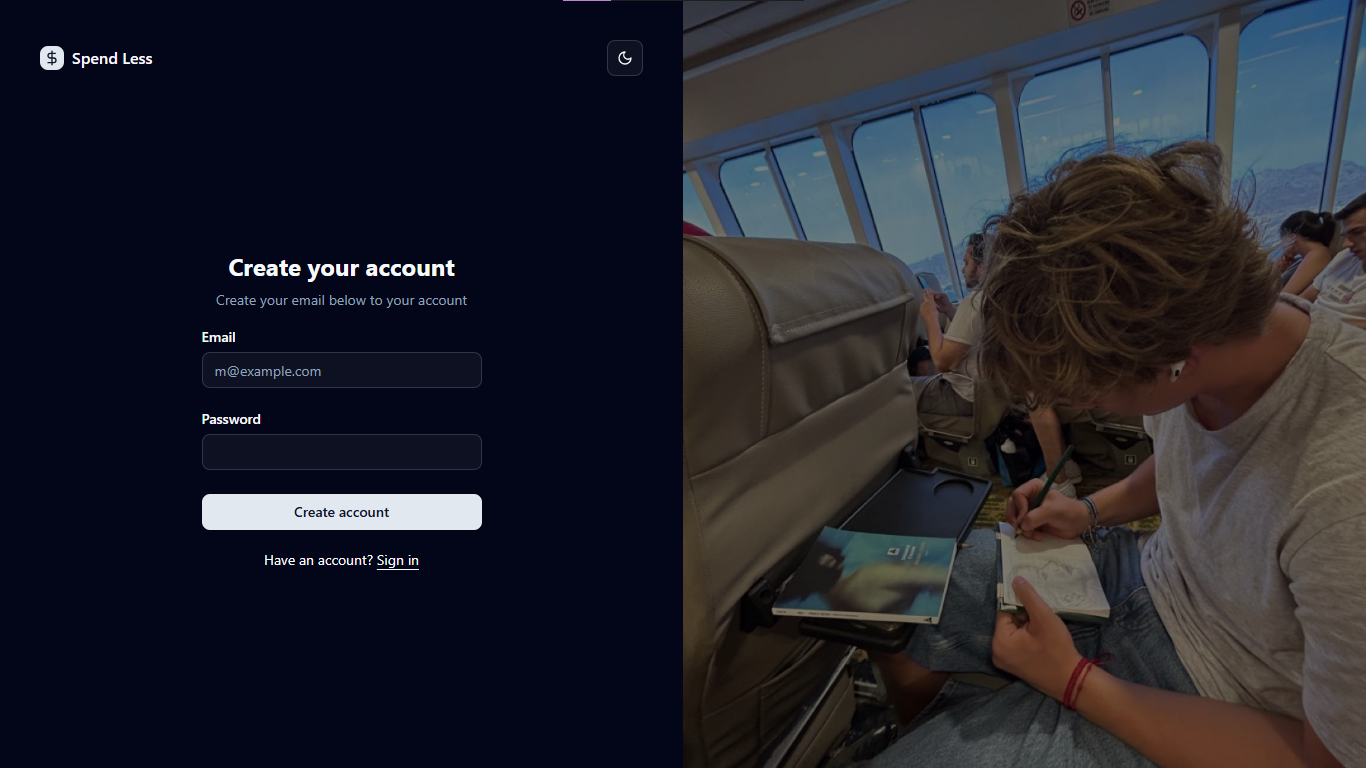 Spend Less
Create your account
Create your email below to your account
Email
m@example.com
Password
Create account
Have an account? Sign in